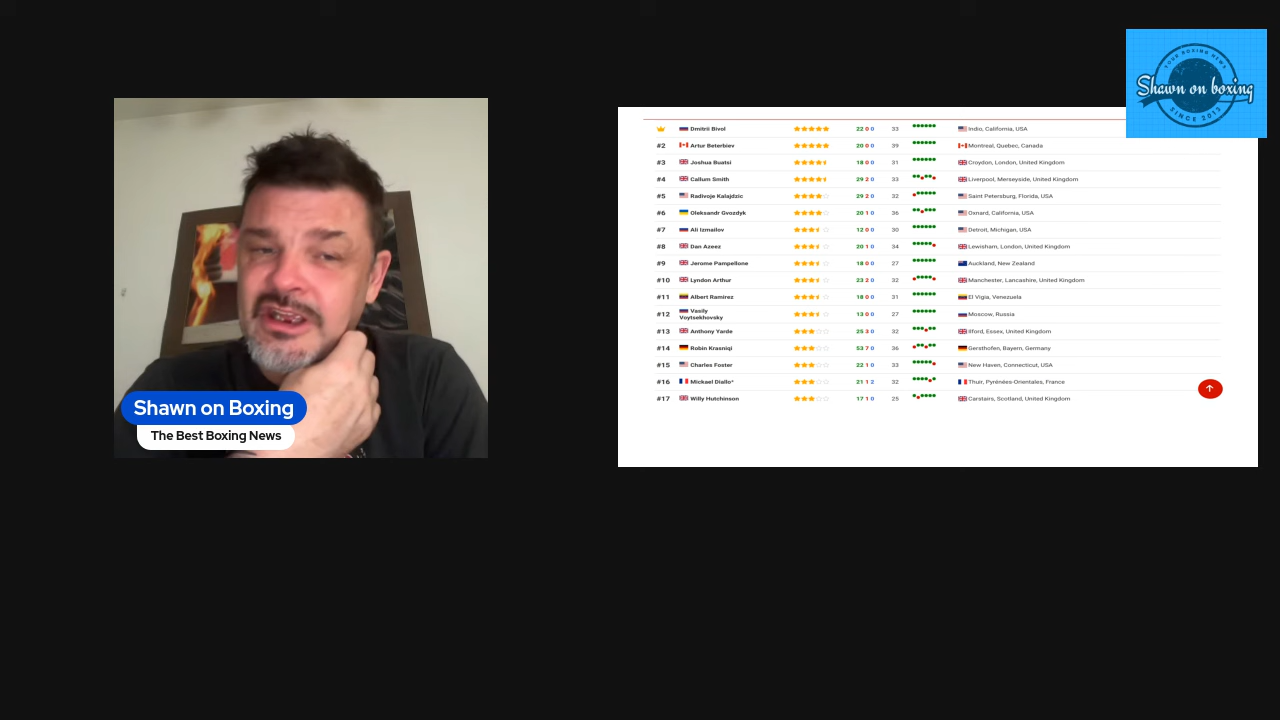 YOUR BOXING NEWS
Shawn on boxing
SINCE 2012
Dmitrii Bivol 22 0 0 33 Indio, California, USA
#2 Artur Beterbiev 20 0 0 39 Montreal, Quebec, Canada
#3 Joshua Buatsi 18 0 0 31 Croydon, London, United Kingdom
#4 Callum Smith 29 2 0 33 Liverpool, Merseyside, United Kingdom
#5 Radivoje Kalajdzic 29 2 0 32 Saint Petersburg, Florida, USA
#6 Oleksandr Gvozdyk 20 1 0 36 Oxnard, California, USA
#7 Ali Izmailov 12 0 0 30 Detroit, Michigan, USA
#8 Dan Azeez 20 1 0 34 Lewisham, London, United Kingdom
#9 Jerome Pampellone 18 0 0 27 Auckland, New Zealand
#10 Lyndon Arthur 23 2 0 32 Manchester, Lancashire, United Kingdom
#11 Albert Ramirez 18 0 0 31 El Vigia, Venezuela
#12 Vasily Voytsekhovsky 13 0 0 27 Moscow, Russia
#13 Anthony Yarde 25 3 0 32 Ilford, Essex, United Kingdom
#14 Robin Krasniqi 53 7 0 36 Gersthofen, Bayern, Germany
#15 Charles Foster 22 1 0 33 New Haven, Connecticut, USA
#16 Mickael Diallo* 21 1 2 32 Thuir, Pyrénées-Orientales, France
#17 Willy Hutchinson 17 1 0 25 Carstairs, Scotland, United Kingdom
Shawn on Boxing
The Best Boxing News